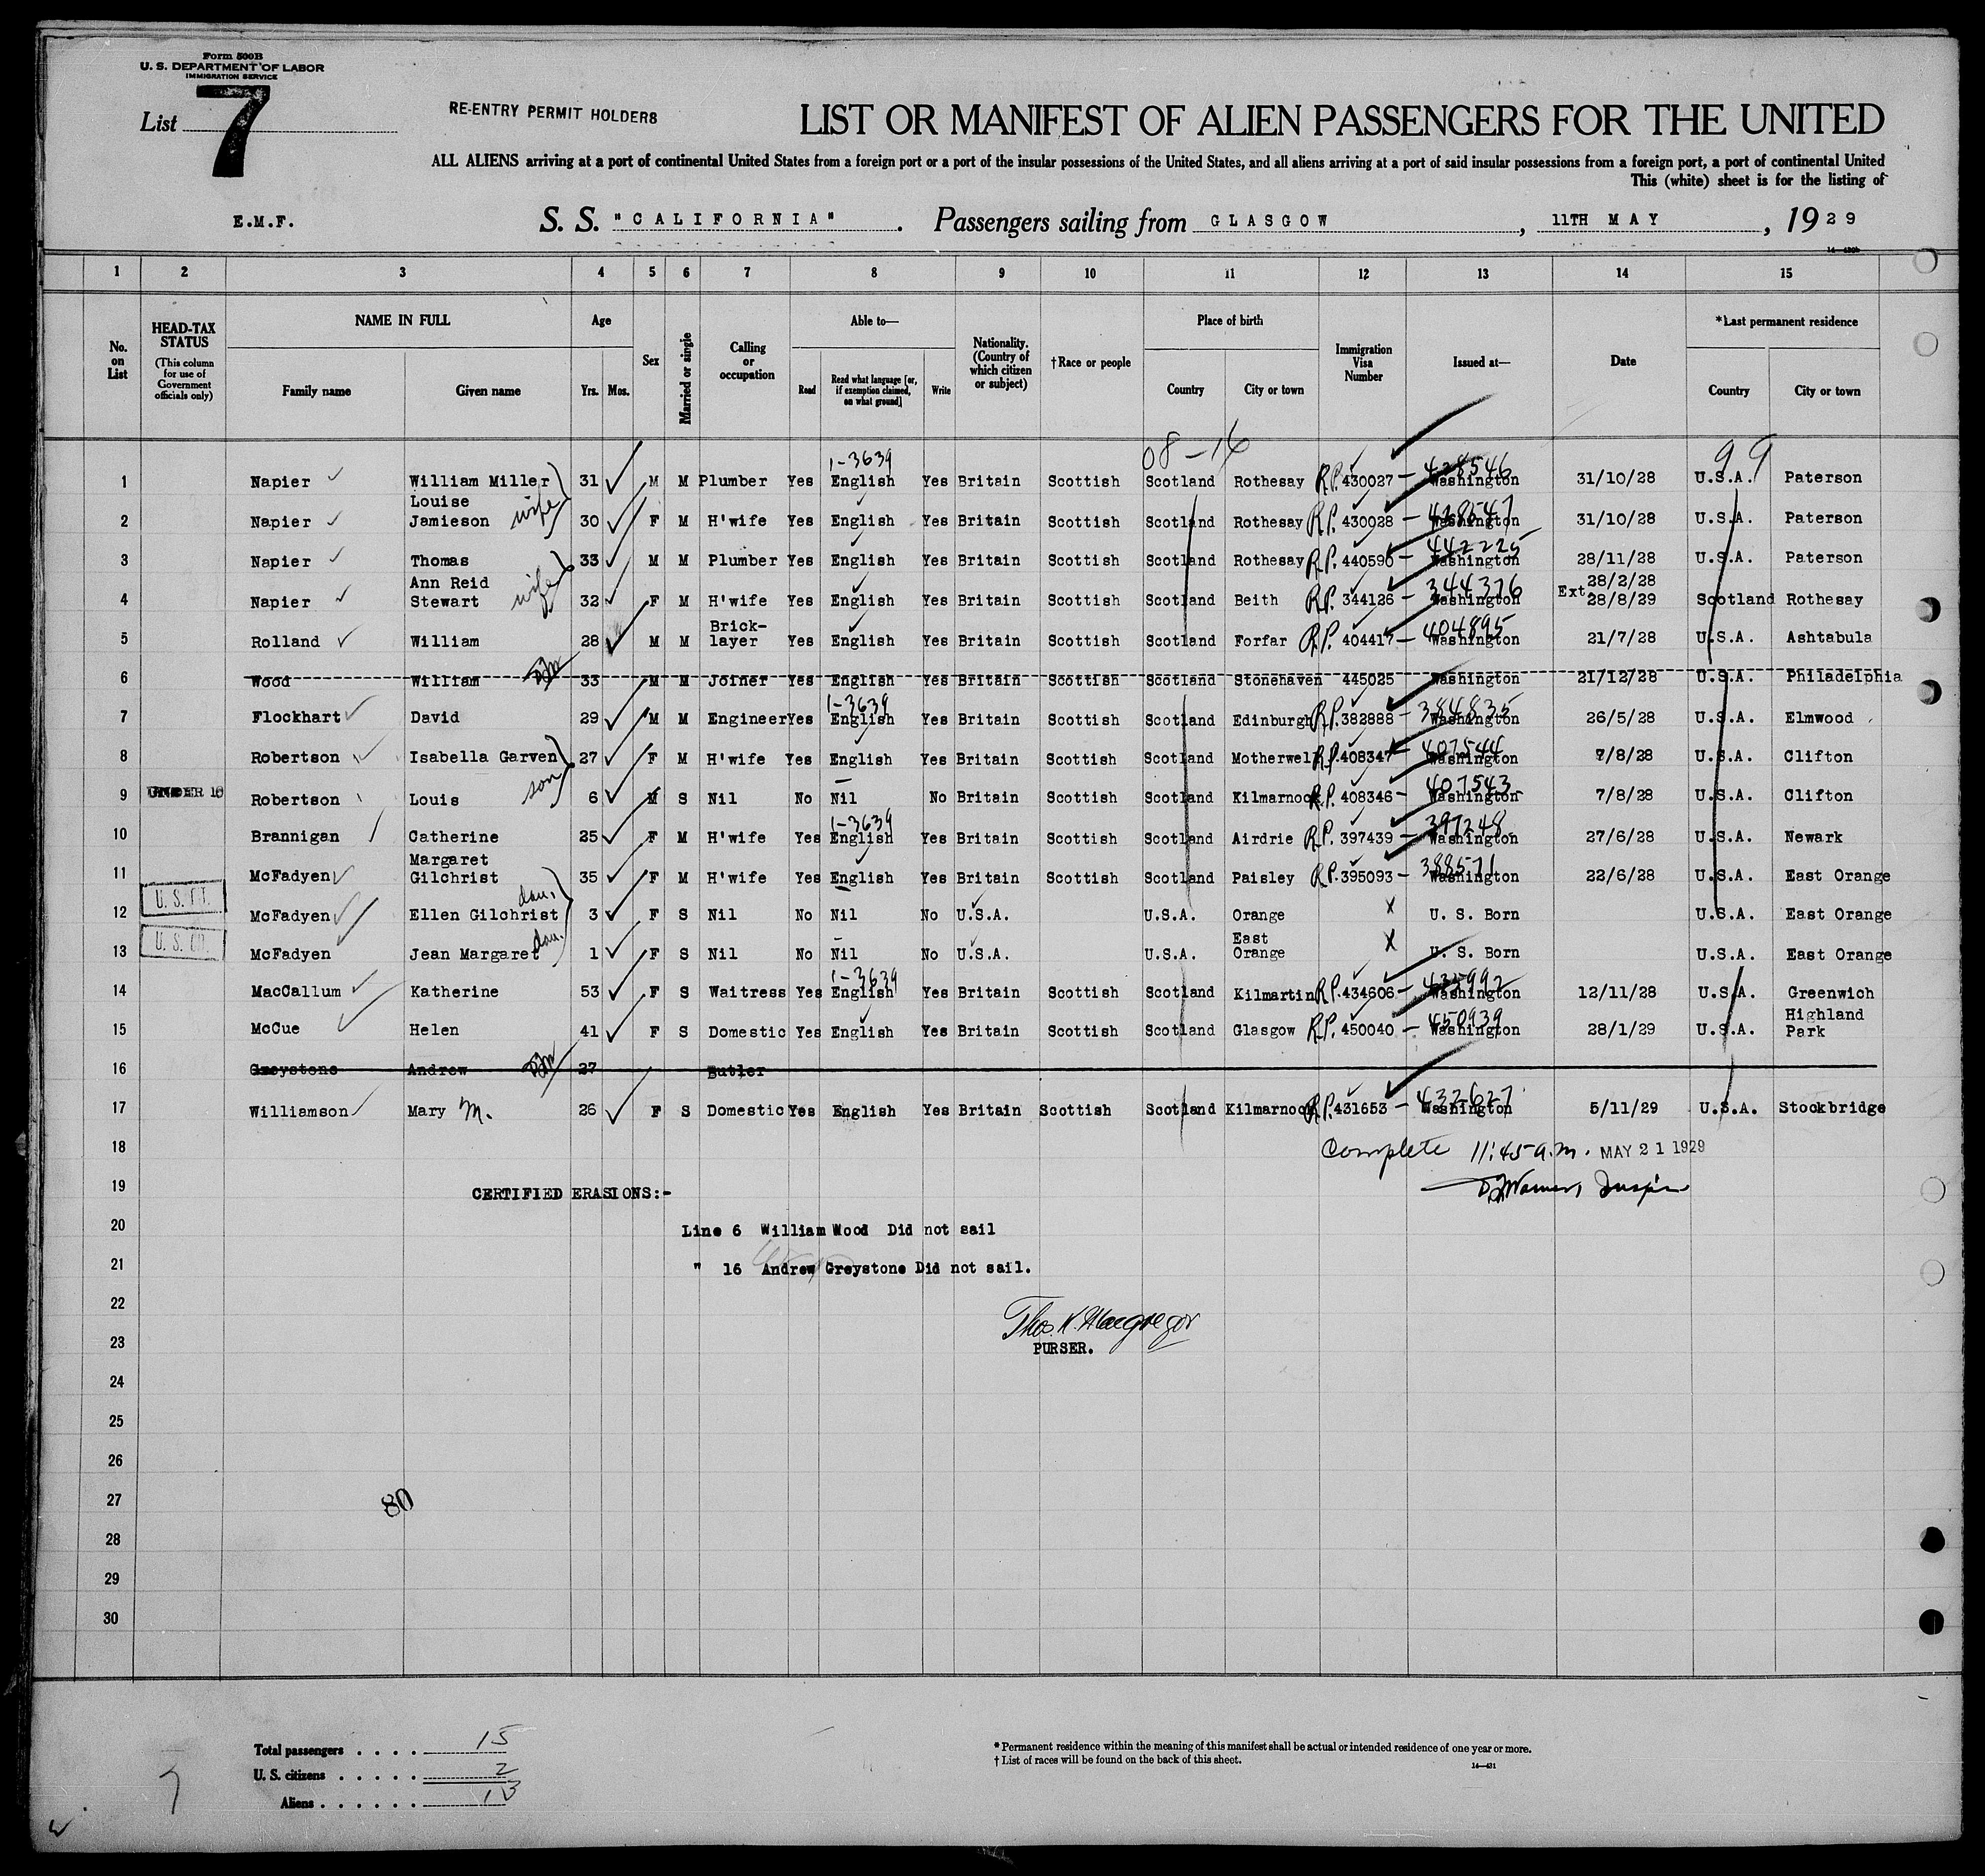 Form 500B
U. S. DEPARTMENT OF LABOR
IMMIGRATION SERVICE
List 7
RE-ENTRY PERMIT HOLDERS
LIST OR MANIFEST OF ALIEN PASSENGERS FOR THE UNITED
ALL ALIENS arriving at a port of continental United States from a foreign port or a port of the insular possessions of the United States, and all aliens arriving at a port of said insular possessions from a foreign port, a port of continental United
This (white) sheet is for the listing of
E.M.F. S. S. "CALIFORNIA". Passengers sailing from GLASGOW, 11TH MAY, 1929
1 2 3 4 5 6 7 8 9 10 11 12 13 14 15
No. on List
HEAD-TAX STATUS
(This column for use of Government officials only)
NAME IN FULL
Family name Given name
Age
Yrs. Mos.
Sex
Married or single
Calling or occupation
Able to—
Read
Read what language [or, if exemption claimed, on what ground]
Write
Nationality. (Country of which citizen or subject)
†Race or people
Place of birth
Country City or town
Immigration Visa Number
Issued at—
Date
*Last permanent residence
Country City or town
08-16 99
1-3639 428546
1 Napier William Miller 31 M M Plumber Yes English Yes Britain Scottish Scotland Rothesay R.P. 430027 — Washington 31/10/28 U.S.A. Paterson
Louise 428547
2 Napier Jamieson wife 30 F M H'wife Yes English Yes Britain Scottish Scotland Rothesay R.P. 430028 — Washington 31/10/28 U.S.A. Paterson
442225
3 Napier Thomas 33 M M Plumber Yes English Yes Britain Scottish Scotland Rothesay R.P. 440590 — Washington 28/11/28 U.S.A. Paterson
Ann Reid 344376 28/2/28
4 Napier Stewart wife 32 F M H'wife Yes English Yes Britain Scottish Scotland Beith R.P. 344126 — Washington Ext 28/8/29 Scotland Rothesay
Brick- 404895
5 Rolland William 28 M M layer Yes English Yes Britain Scottish Scotland Forfar R.P. 404417 — Washington 21/7/28 U.S.A. Ashtabula
6 Wood William 33 M M Joiner Yes English Yes Britain Scottish Scotland Stonehaven 445025 Washington 21/12/28 U.S.A. Philadelphia
1-3639 384835
7 Flockhart David 29 M M Engineer Yes English Yes Britain Scottish Scotland Edinburgh R.P. 382888 — Washington 26/5/28 U.S.A. Elmwood
407544
8 Robertson Isabella Garven 27 F M H'wife Yes English Yes Britain Scottish Scotland Motherwell R.P. 408347 — Washington 7/8/28 U.S.A. Clifton
407543
9 UNDER 16 Robertson Louis son 6 M S Nil No Nil No Britain Scottish Scotland Kilmarnock R.P. 408346 — Washington 7/8/28 U.S.A. Clifton
1-3639 397248
10 Brannigan Catherine 25 F M H'wife Yes English Yes Britain Scottish Scotland Airdrie R.P. 397439 — Washington 27/6/28 U.S.A. Newark
Margaret 388571
11 McFadyen Gilchrist 35 F M H'wife Yes English Yes Britain Scottish Scotland Paisley R.P. 395093 — Washington 22/6/28 U.S.A. East Orange
12 McFadyen Ellen Gilchrist dau. 3 F S Nil No Nil No U.S.A. U.S.A. Orange X U. S. Born U.S.A. East Orange
East
13 McFadyen Jean Margaret dau. 1 F S Nil No Nil No U.S.A. U.S.A. Orange X U. S. Born U.S.A. East Orange
1-3639 435992
14 MacCallum Katherine 53 F S Waitress Yes English Yes Britain Scottish Scotland Kilmartin R.P. 434606 — Washington 12/11/28 U.S.A. Greenwich
450939 Highland
15 McCue Helen 41 F S Domestic Yes English Yes Britain Scottish Scotland Glasgow R.P. 450040 — Washington 28/1/29 U.S.A. Park
16 Greystone Andrew 27 Butler
432627
17 Williamson Mary M. 26 F S Domestic Yes English Yes Britain Scottish Scotland Kilmarnock R.P. 431653 — Washington 5/11/29 U.S.A. Stockbridge
18 Complete 11:45 a.m. MAY 21 1929
19 CERTIFIED ERASIONS:-
20 Line 6 William Wood Did not sail
21 " 16 Andrew Greystone Did not sail.
22 Thos. K. Macgregor
23 PURSER.
24
25
26
27 80
28
29
30
Total passengers . . . . 15
U. S. citizens . . . . . 2
Aliens . . . . . . 13
*Permanent residence within the meaning of this manifest shall be actual or intended residence of one year or more.
†List of races will be found on the back of this sheet.
14—431